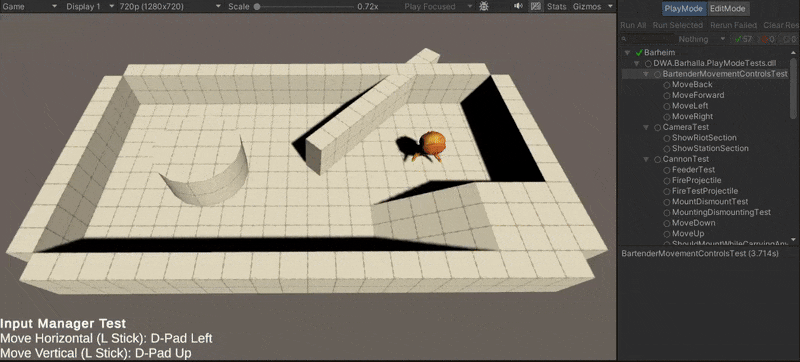 Game
Display 1
720p (1280x720)
Scale
0.72x
Play Focused
Stats
Gizmos
PlayMode
EditMode
Run All
Run Selected
Rerun Failed
Clear Res
Nothing
57
0
0
Barheim
DWA.Barhalla.PlayModeTests.dll
BartenderMovementControlsTest
MoveBack
MoveForward
MoveLeft
MoveRight
CameraTest
ShowRiotSection
ShowStationSection
CannonTest
FeederTest
FireProjectile
FireTestProjectile
MountDismountTest
MountingDismountingTest
MoveDown
MoveUp
ShouldMountWhileCarryingAm
BartenderMovementControlsTest (3.714s)
Input Manager Test
Move Horizontal (L Stick): D-Pad Left
Move Vertical (L Stick): D-Pad Up